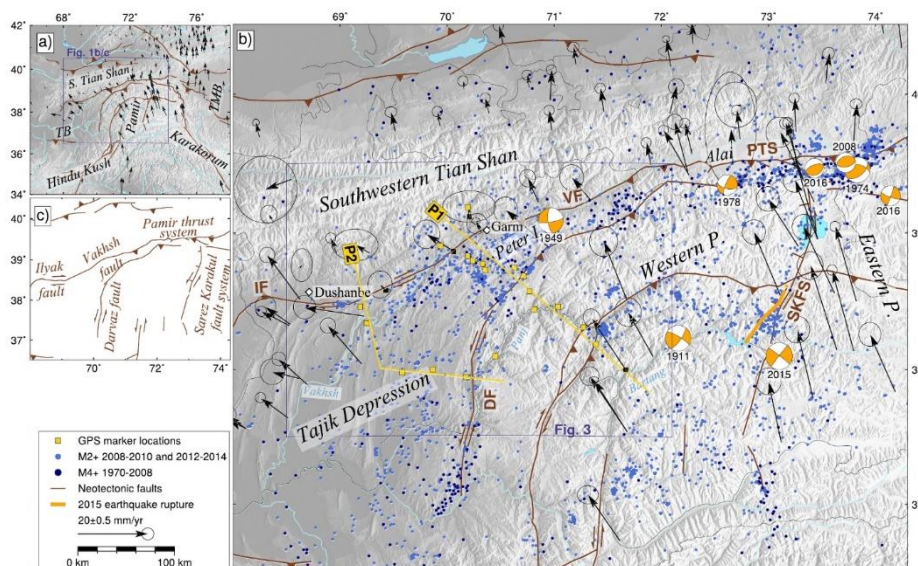 68° 72° 76°
42°
a)
Fig. 1b/c
40°
S. Tian Shan
38°
Pamir
TMB
TB
36°
Karakorum
Hindu Kush
34°
40°
c)
Pamir thrust
system
39°
Vakhsh
Ilyak
fault
38°
fault
Darvaz fault
Sarez Karakul
fault system
37°
70° 71° 72° 73° 74°
GPS marker locations
M2+ 2008-2010 and 2012-2014
M4+ 1970-2008
Neotectonic faults
2015 earthquake rupture
20±0.5 mm/yr
0 km 100 km
69° 70° 71° 72° 73° 74°
b)
Southwestern Tian Shan
Alai
PTS
2008
2016
1974
1978
2016
VF
P1
Garm
1949
Peter I.
P2
Western P.
Eastern P.
IF
Dushanbe
SKFS
Panj
1911
2015
Vakhsh
Tajik Depression
DF
Fig. 3